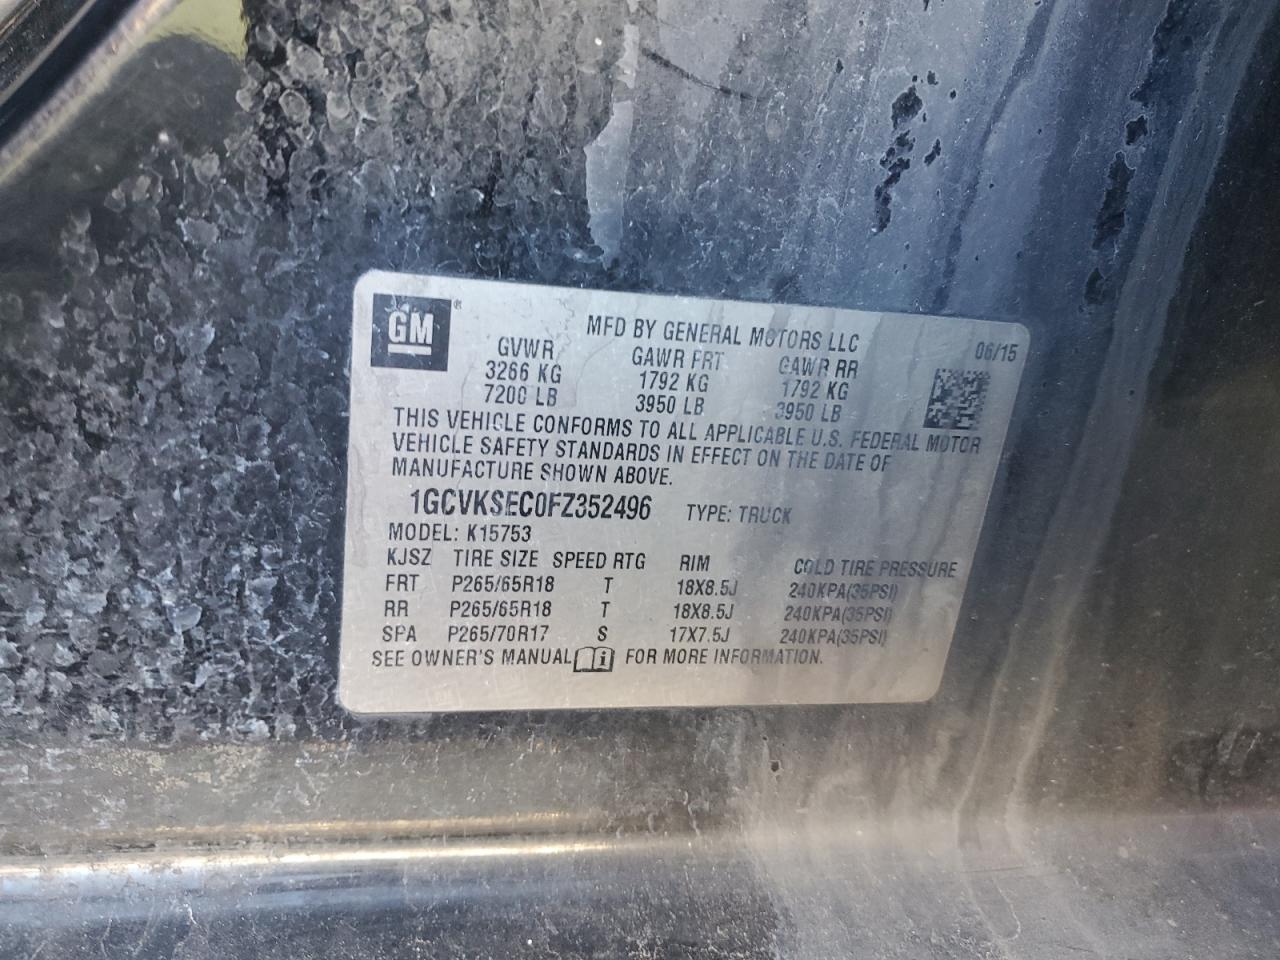 GM ®
MFD BY GENERAL MOTORS LLC 06/15
GVWR GAWR FRT GAWR RR
3266 KG 1792 KG 1792 KG
7200 LB 3950 LB 3950 LB
THIS VEHICLE CONFORMS TO ALL APPLICABLE U.S. FEDERAL MOTOR
VEHICLE SAFETY STANDARDS IN EFFECT ON THE DATE OF
MANUFACTURE SHOWN ABOVE.
1GCVKSEC0FZ352496 TYPE: TRUCK
MODEL: K15753
KJSZ TIRE SIZE SPEED RTG RIM COLD TIRE PRESSURE
FRT P265/65R18 T 18X8.5J 240KPA(35PSI)
RR P265/65R18 T 18X8.5J 240KPA(35PSI)
SPA P265/70R17 S 17X7.5J 240KPA(35PSI)
SEE OWNER'S MANUAL i FOR MORE INFORMATION.